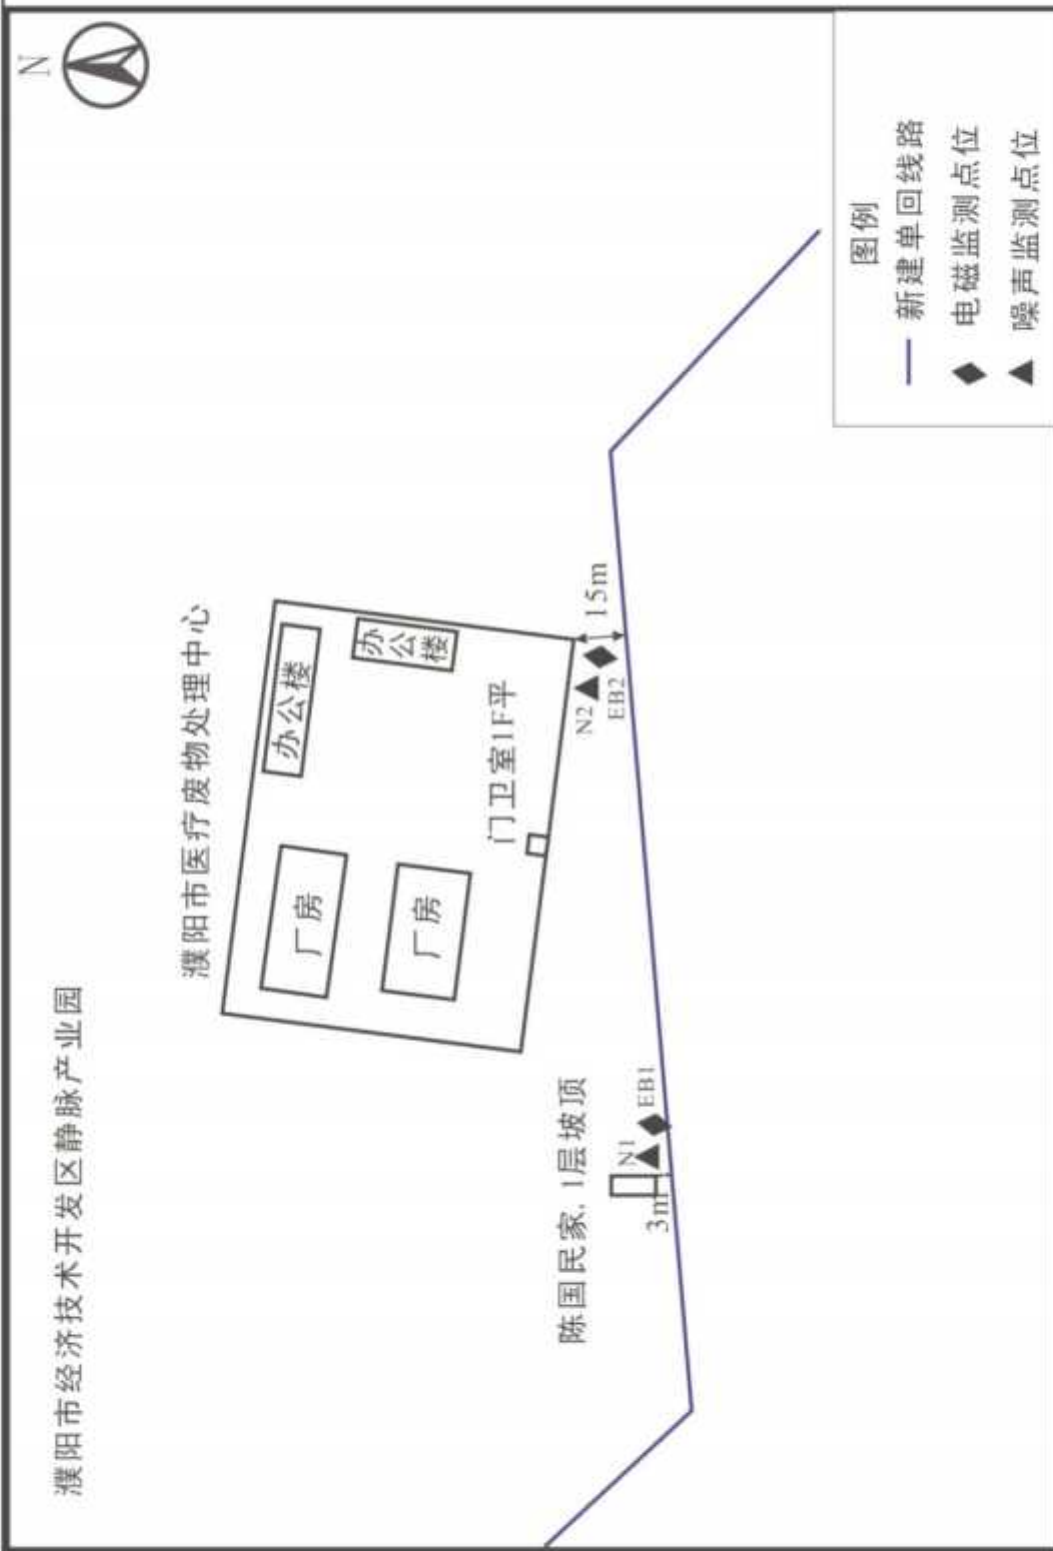 N
濮阳市经济技术开发区静脉产业园
濮阳市医疗废物处理中心
办公楼
办公楼
厂房
厂房
门卫室1F平
陈国民家, 1层坡顶
N1
EB1
3m
N2
EB2
15m
图例
新建单回线路
电磁监测点位
噪声监测点位